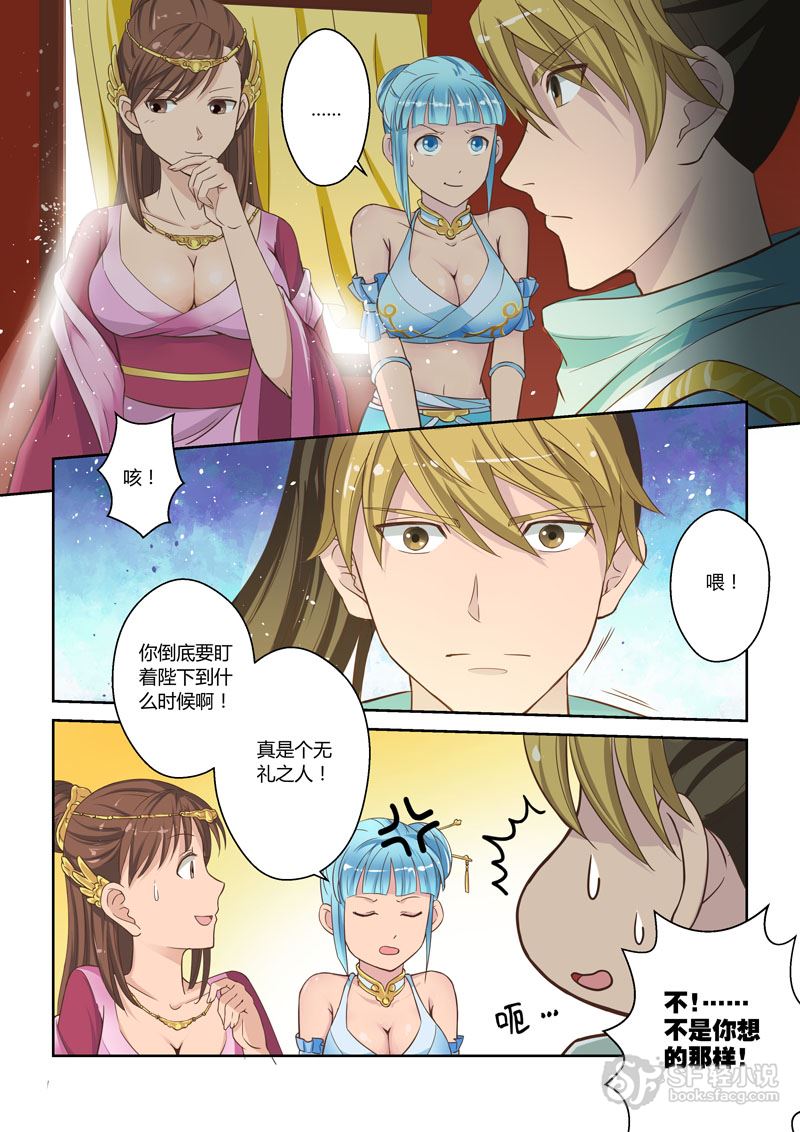 ……
咳！
喂！
你倒底要盯
着陛下到什
么时候啊！
真是个无
礼之人！
呃…
不！……
不是你想
的那样！
SF轻小说
book.sfacg.com